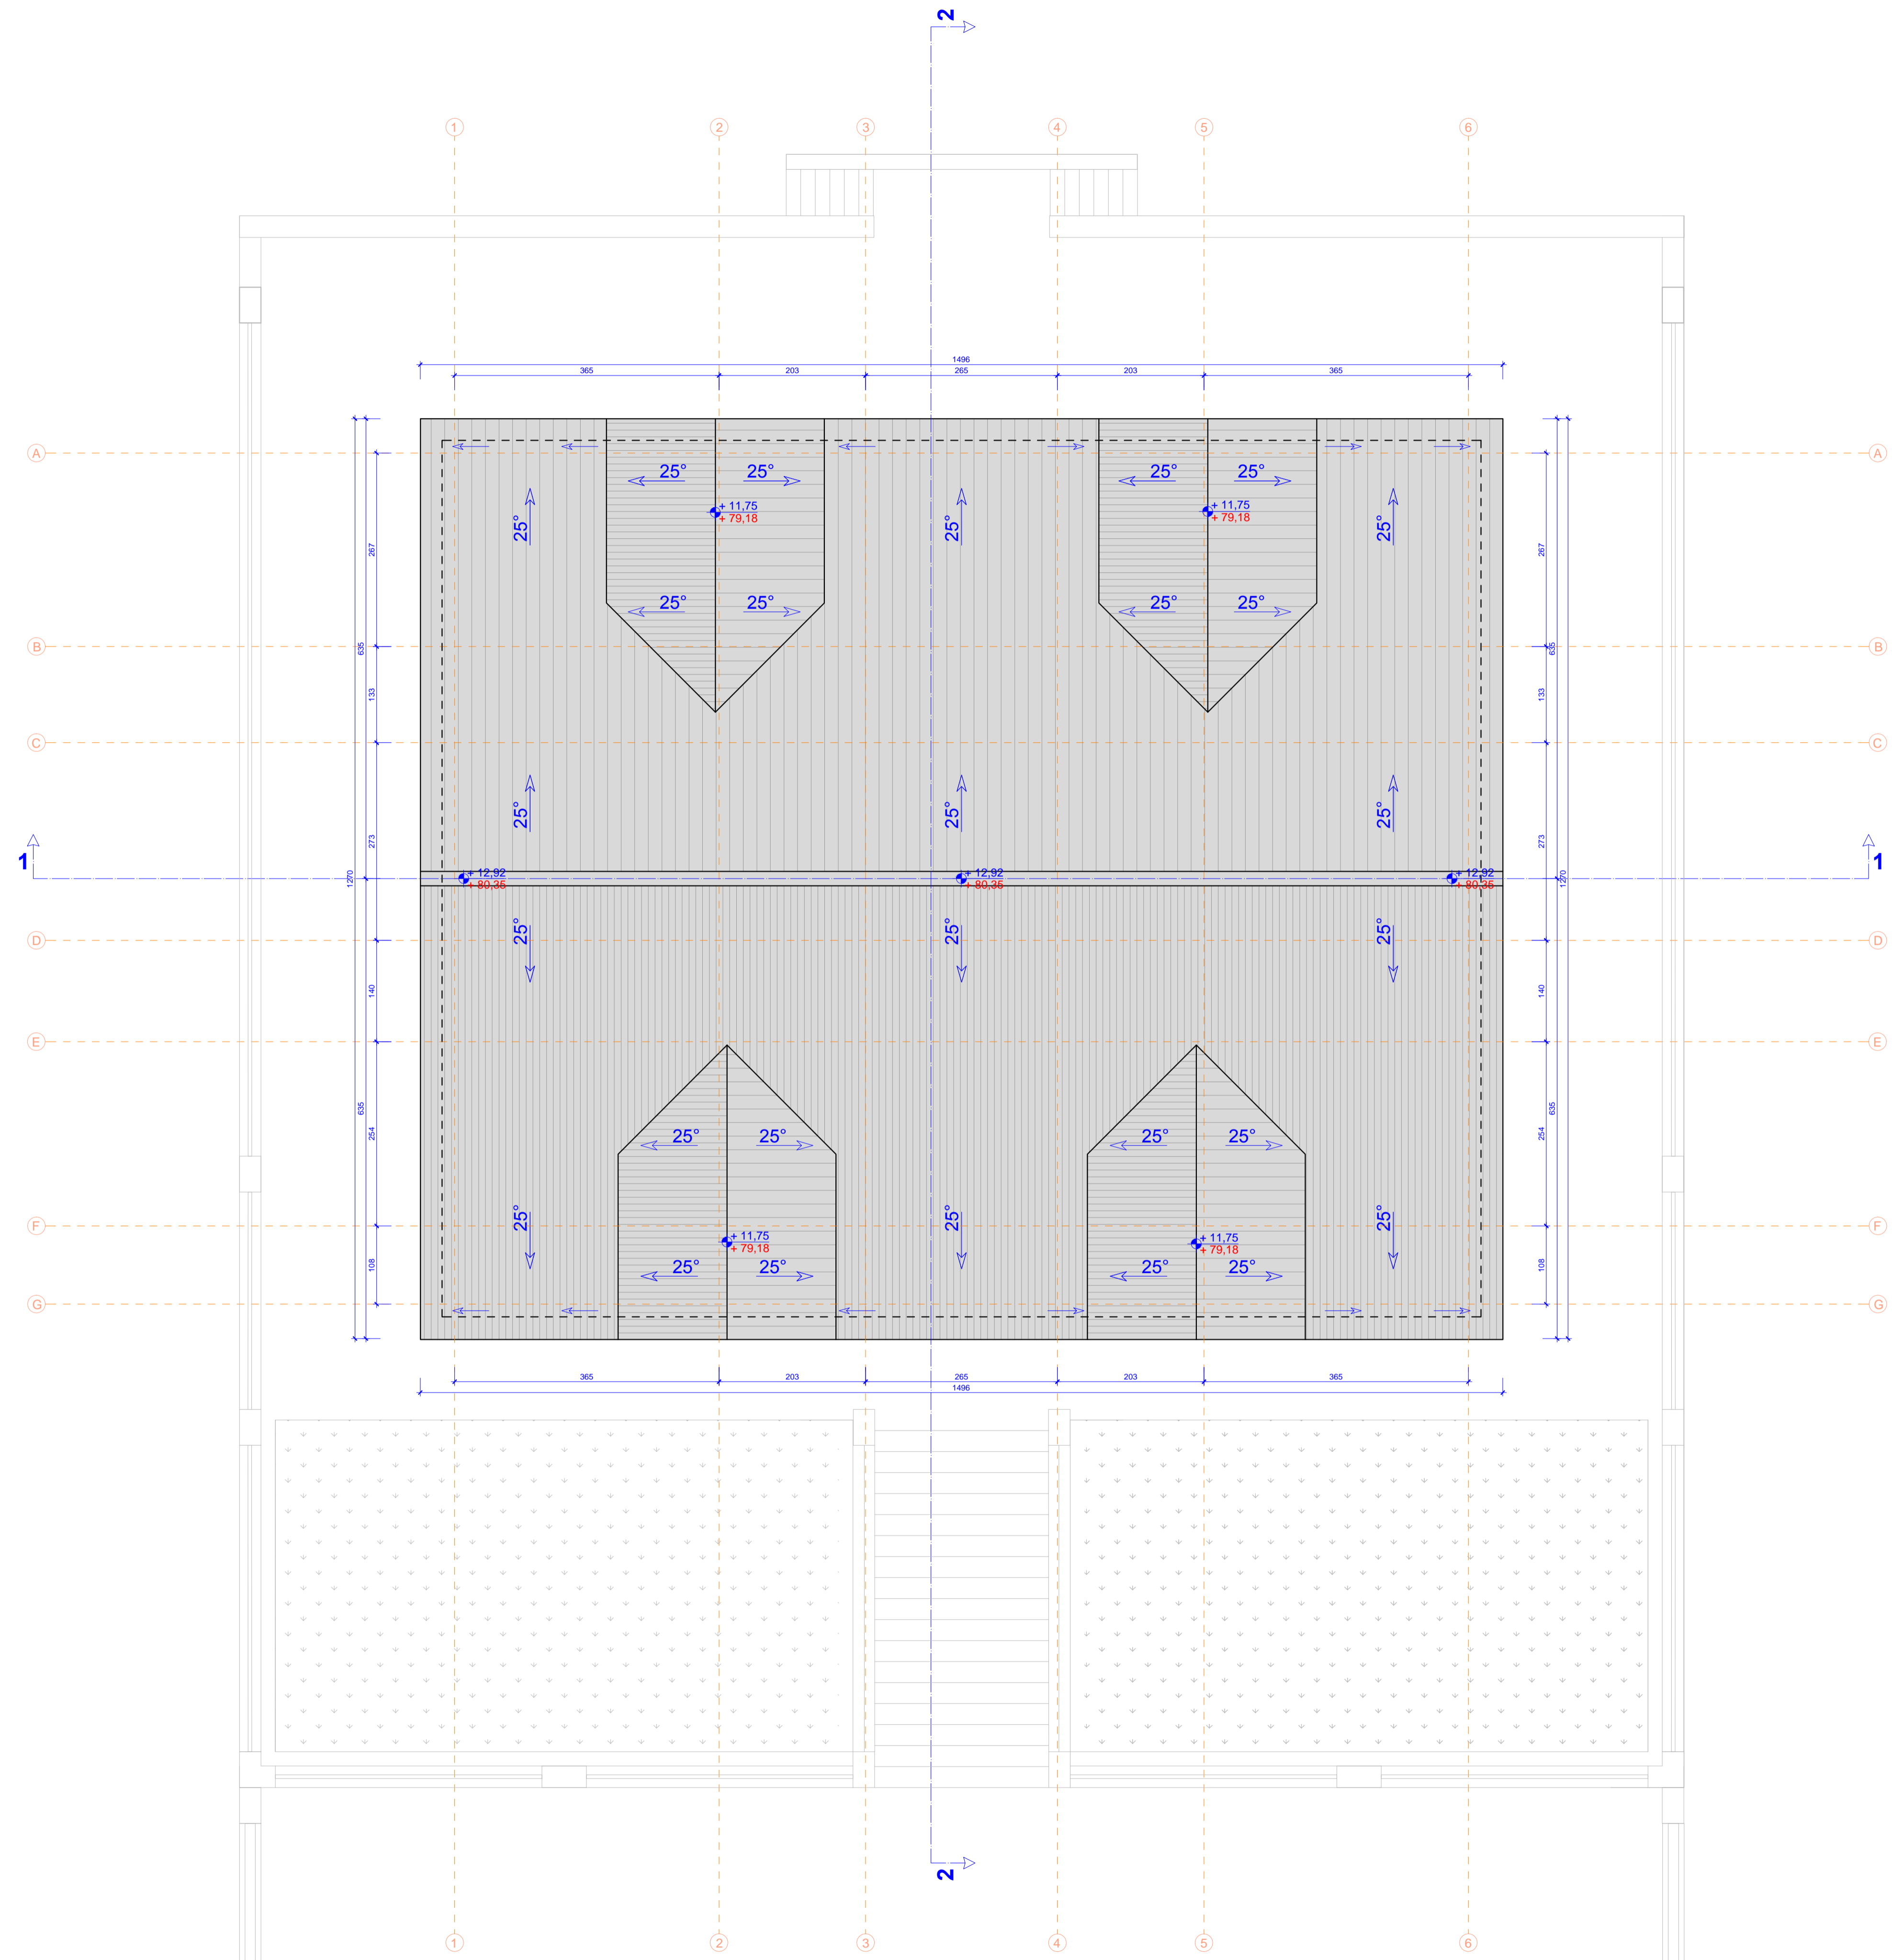 2
1 2 3 4 5 6
1496
365 203 265 203 365
A A
25° 25° 25° 25°
+ 11,75 + 11,75
+ 79,18 + 79,18
25° 25° 25°
267 267
25° 25° 25° 25°
B B
635 635
133 133
C C
25° 25° 25°
273 273
1 1
+ 12,92 + 12,92 + 12,92
+ 80,35 + 80,35 + 80,35
1270 1270
25° 25° 25°
D D
140 140
E E
635 635
254 254
25° 25° 25° 25°
25° 25° 25°
F F
+ 11,75 + 11,75
+ 79,18 + 79,18
108 108
25° 25° 25° 25°
G G
365 203 265 203 365
1496
2
1 2 3 4 5 6